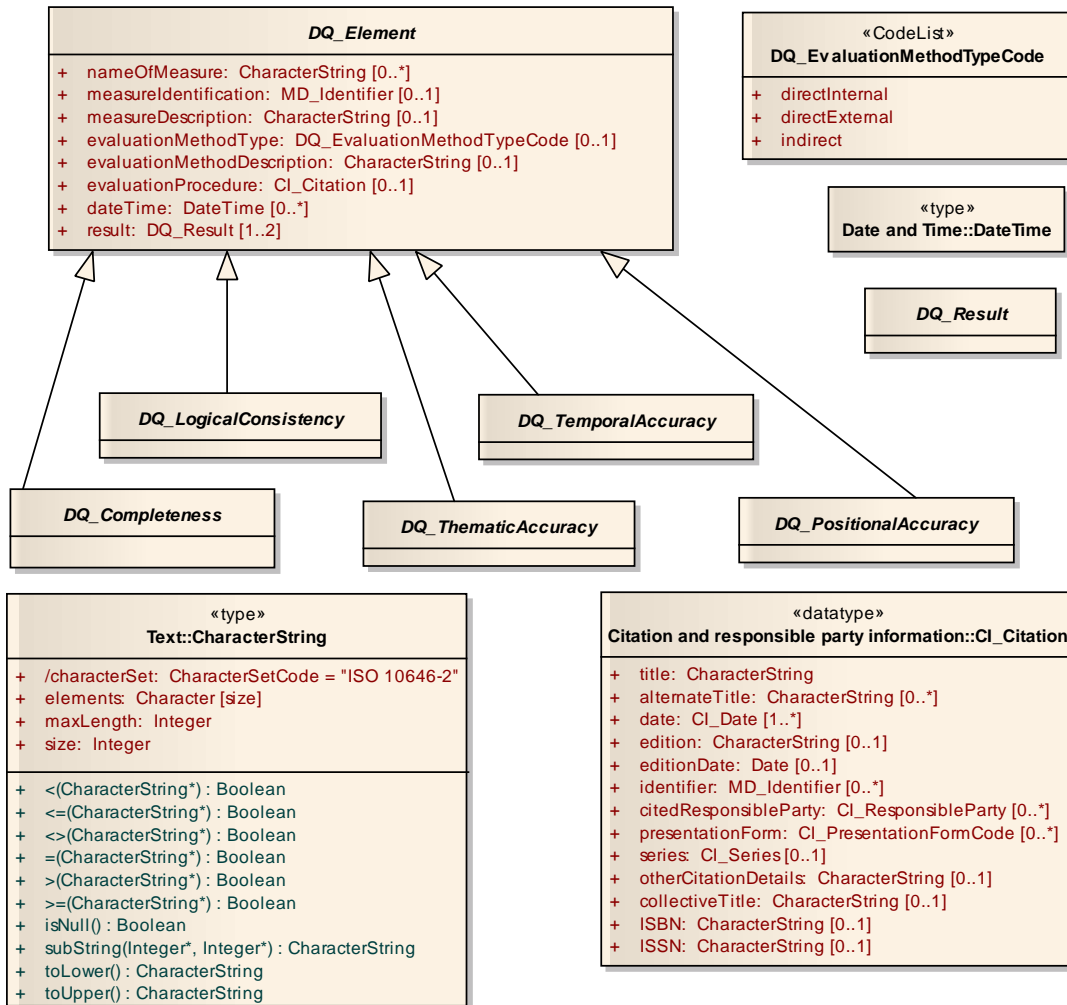 DQ_Element
+ nameOfMeasure: CharacterString [0..*]
+ measureIdentification: MD_Identifier [0..1]
+ measureDescription: CharacterString [0..1]
+ evaluationMethodType: DQ_EvaluationMethodTypeCode [0..1]
+ evaluationMethodDescription: CharacterString [0..1]
+ evaluationProcedure: CI_Citation [0..1]
+ dateTime: DateTime [0..*]
+ result: DQ_Result [1..2]
«CodeList»
DQ_EvaluationMethodTypeCode
+ directInternal
+ directExternal
+ indirect
«type»
Date and Time::DateTime
DQ_Result
DQ_LogicalConsistency
DQ_TemporalAccuracy
DQ_Completeness
DQ_ThematicAccuracy
DQ_PositionalAccuracy
«type»
Text::CharacterString
+ /characterSet: CharacterSetCode = "ISO 10646-2"
+ elements: Character [size]
+ maxLength: Integer
+ size: Integer
+ <(CharacterString*) : Boolean
+ <=(CharacterString*) : Boolean
+ <>(CharacterString*) : Boolean
+ =(CharacterString*) : Boolean
+ >(CharacterString*) : Boolean
+ >=(CharacterString*) : Boolean
+ isNull() : Boolean
+ subString(Integer*, Integer*) : CharacterString
+ toLower() : CharacterString
+ toUpper() : CharacterString
«datatype»
Citation and responsible party information::CI_Citation
+ title: CharacterString
+ alternateTitle: CharacterString [0..*]
+ date: CI_Date [1..*]
+ edition: CharacterString [0..1]
+ editionDate: Date [0..1]
+ identifier: MD_Identifier [0..*]
+ citedResponsibleParty: CI_ResponsibleParty [0..*]
+ presentationForm: CI_PresentationFormCode [0..*]
+ series: CI_Series [0..1]
+ otherCitationDetails: CharacterString [0..1]
+ collectiveTitle: CharacterString [0..1]
+ ISBN: CharacterString [0..1]
+ ISSN: CharacterString [0..1]